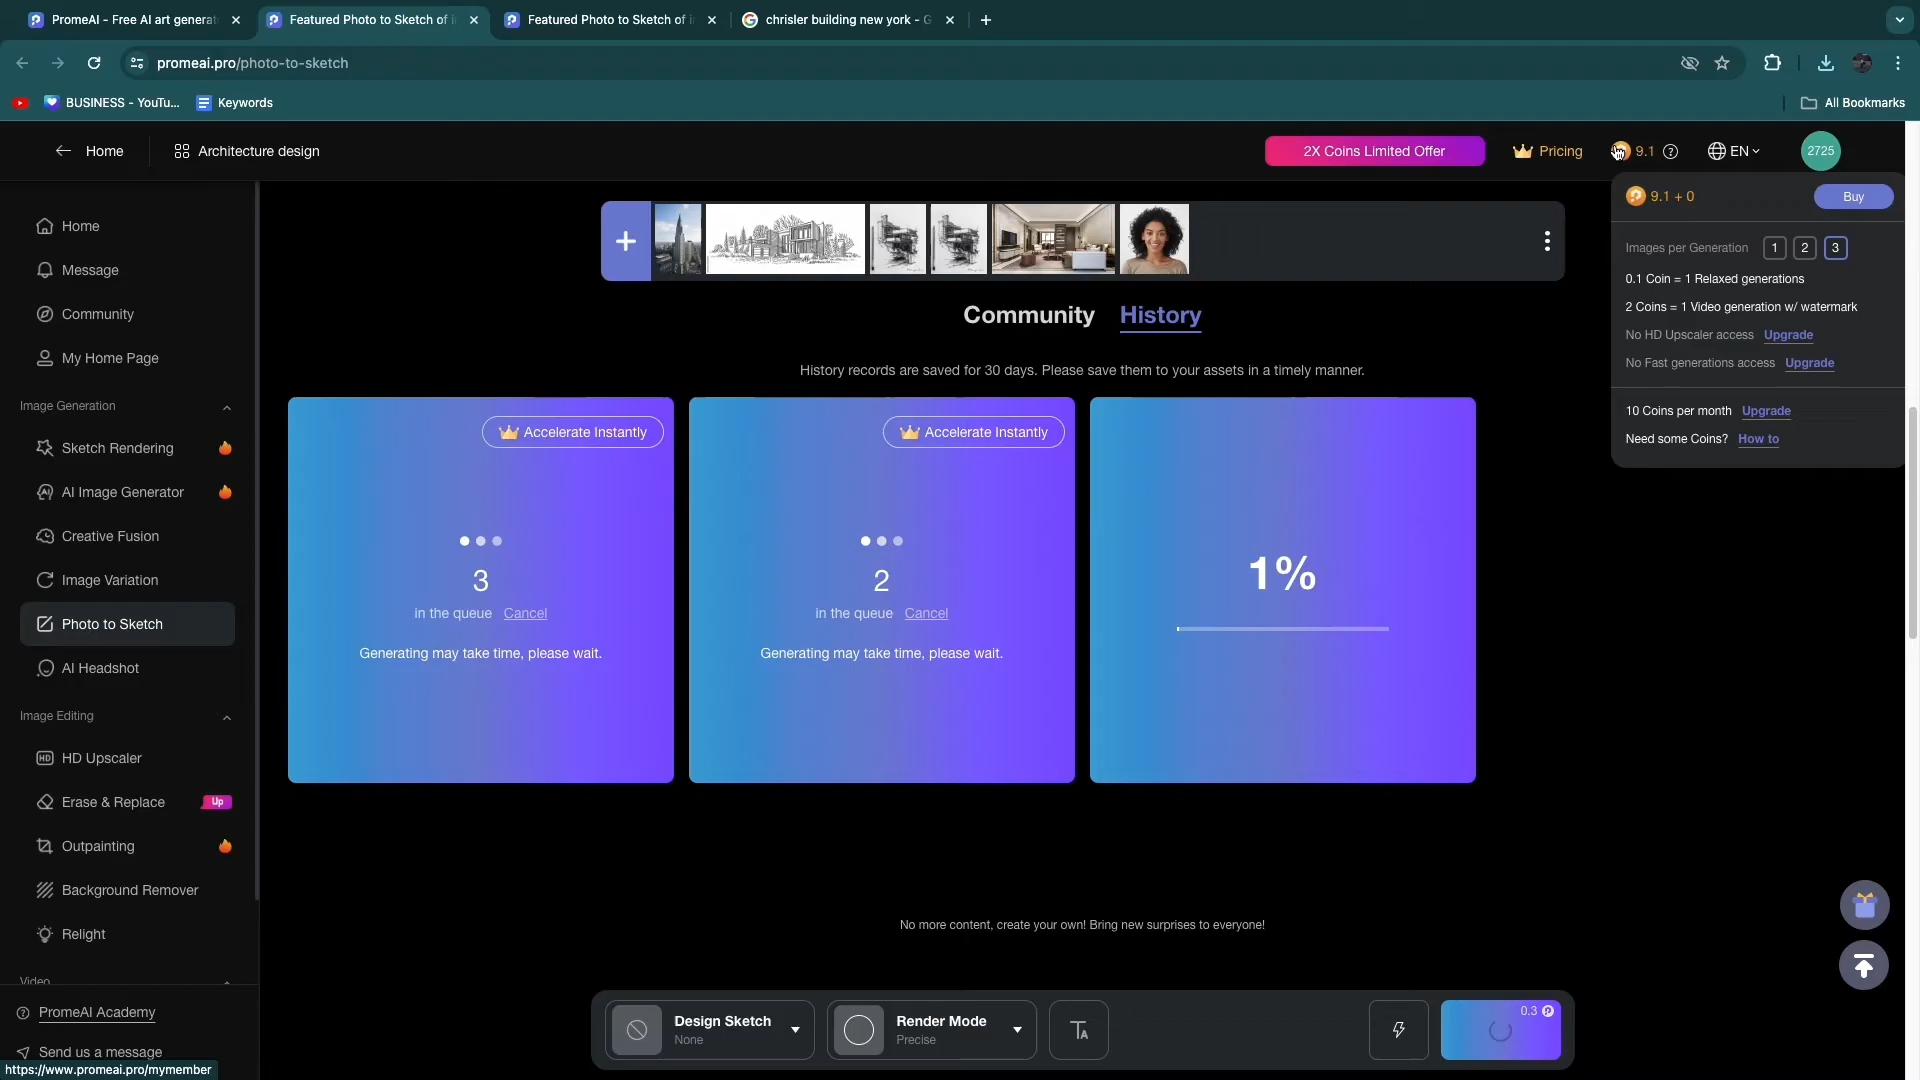 PromeAI - Free AI art generat
Featured Photo to Sketch of i
Featured Photo to Sketch of i
chrisler building new york - G
promeai.pro/photo-to-sketch
BUSINESS - YouTu...
Keywords
All Bookmarks
Home
Architecture design
2X Coins Limited Offer
Pricing
9.1
EN
2725
9.1 + 0
Buy
Images per Generation 1 2 3
0.1 Coin = 1 Relaxed generations
2 Coins = 1 Video generation w/ watermark
No HD Upscaler access Upgrade
No Fast generations access Upgrade
10 Coins per month Upgrade
Need some Coins? How to
Home
Message
Community
My Home Page
Image Generation
Sketch Rendering
AI Image Generator
Creative Fusion
Image Variation
Photo to Sketch
AI Headshot
Image Editing
HD Upscaler
Erase & Replace Up
Outpainting
Background Remover
Relight
Video
PromeAI Academy
Send us a message
https://www.promeai.pro/mymember
Community History
History records are saved for 30 days. Please save them to your assets in a timely manner.
Accelerate Instantly
3
in the queue Cancel
Generating may take time, please wait.
Accelerate Instantly
2
in the queue Cancel
Generating may take time, please wait.
1%
No more content, create your own! Bring new surprises to everyone!
Design Sketch
None
Render Mode
Precise
0.3